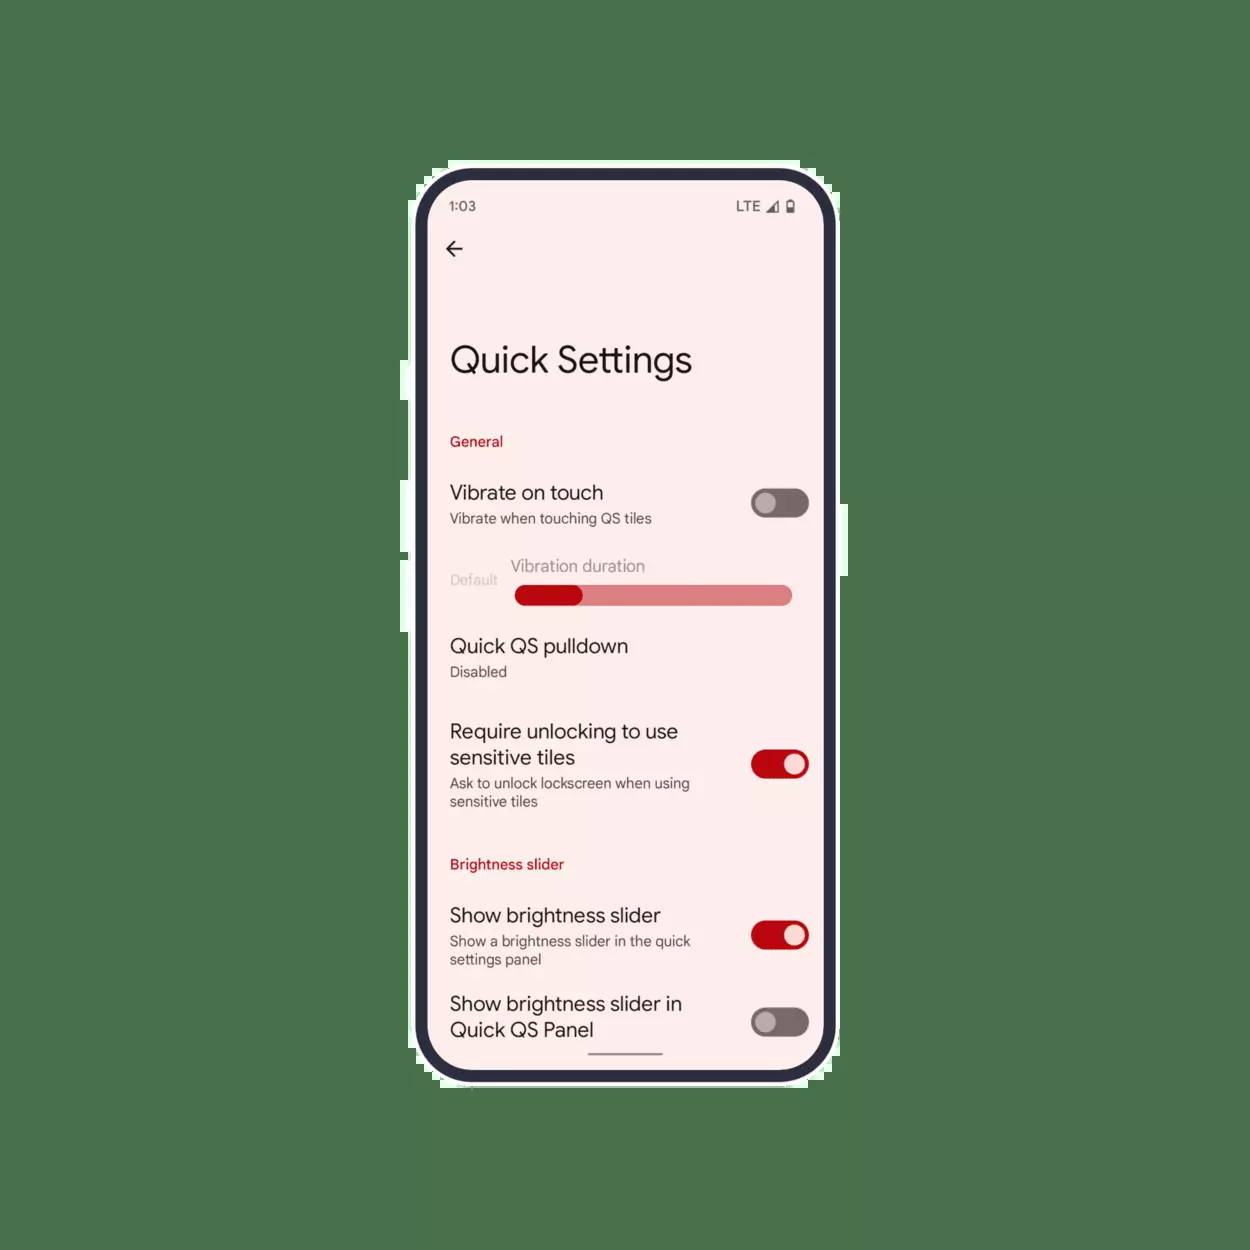 1:03
LTE
Quick Settings
General
Vibrate on touch
Vibrate when touching QS tiles
Vibration duration
Default
Quick QS pulldown
Disabled
Require unlocking to use
sensitive tiles
Ask to unlock lockscreen when using
sensitive tiles
Brightness slider
Show brightness slider
Show a brightness slider in the quick
settings panel
Show brightness slider in
Quick QS Panel